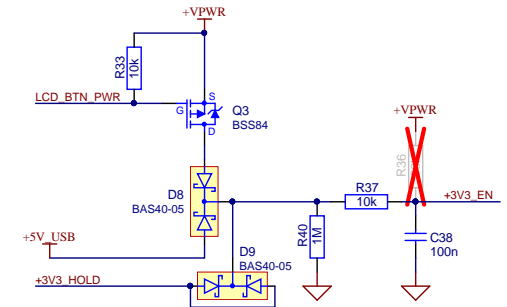 +VPWR
R33
10k
LCD_BTN_PWR
S
G
D
Q3
BSS84
+VPWR
R36
D8
BAS40-05
R37
10k
+3V3_EN
R40
1M
C38
100n
+5V_USB
D9
BAS40-05
+3V3_HOLD